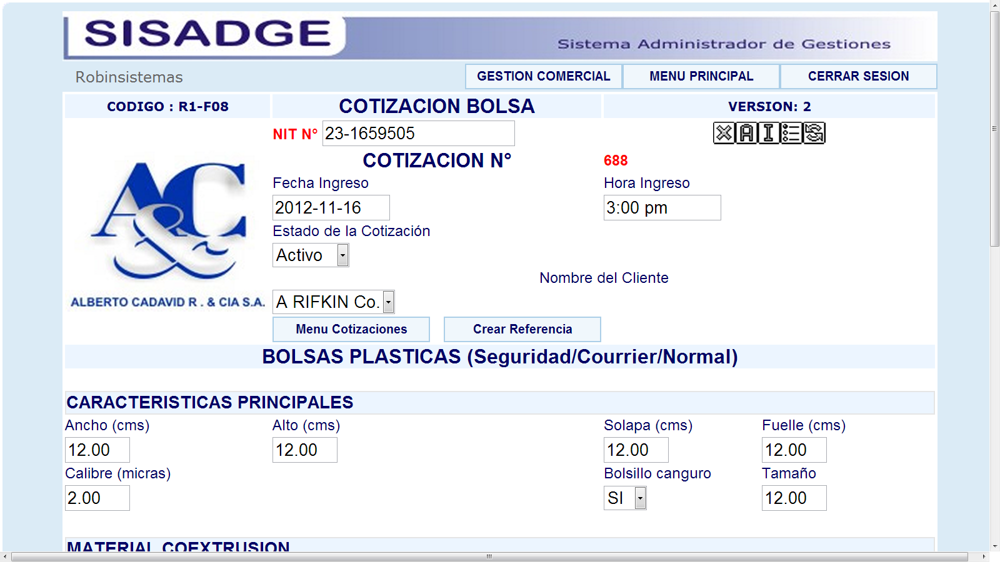 SISADGE
Sistema Administrador de Gestiones
Robinsistemas
GESTION COMERCIAL
MENU PRINCIPAL
CERRAR SESION
CODIGO : R1-F08
COTIZACION BOLSA
VERSION: 2
NIT N° 23-1659505
X A I
COTIZACION N° 688
Fecha Ingreso
Hora Ingreso
2012-11-16
3:00 pm
Estado de la Cotización
Activo
Nombre del Cliente
A RIFKIN Co.
A&C
ALBERTO CADAVID R . & CIA S.A.
Menu Cotizaciones
Crear Referencia
BOLSAS PLASTICAS (Seguridad/Courrier/Normal)
CARACTERISTICAS PRINCIPALES
Ancho (cms)
Alto (cms)
Solapa (cms)
Fuelle (cms)
12.00
12.00
12.00
12.00
Calibre (micras)
Bolsillo canguro
Tamaño
2.00
SI
12.00
MATERIAL COEXTRUSION